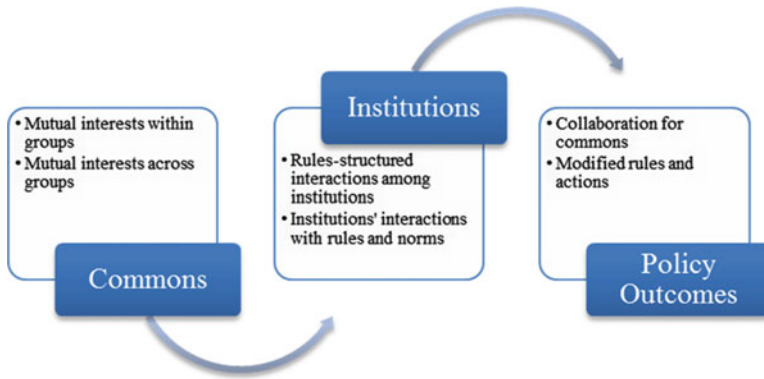 • Mutual interests within
groups
• Mutual interests across
groups
Commons
Institutions
• Rules-structured
interactions among
institutions
• Institutions' interactions
with rules and norms
• Collaboration for
commons
• Modified rules and
actions
Policy
Outcomes